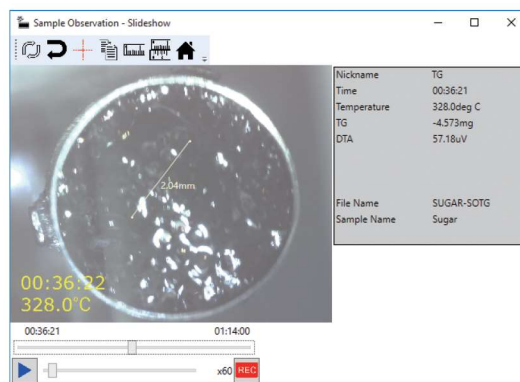 Sample Observation - Slideshow
Nickname TG
Time 00:36:21
Temperature 328.0deg C
TG -4.573mg
DTA 57.18uV
File Name SUGAR-SOTG
Sample Name Sugar
2.04mm
00:36:22
328.0°C
00:36:21 01:14:00
x60 REC